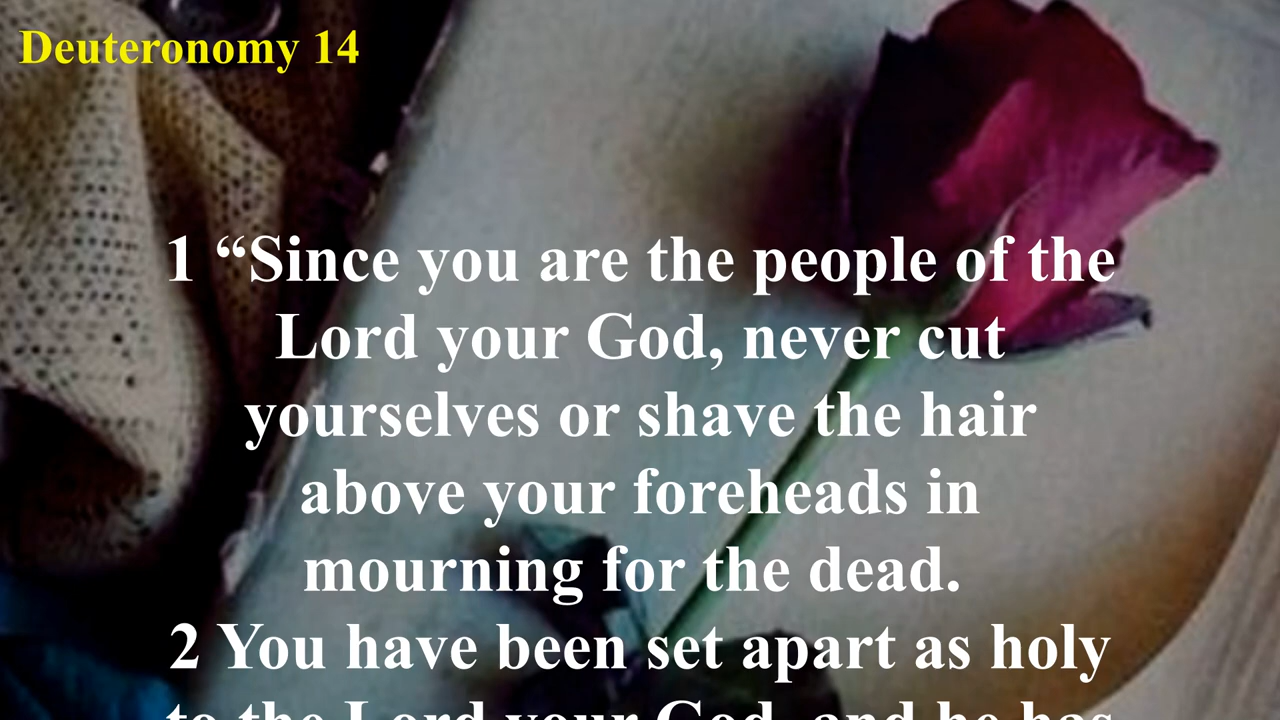 Deuteronomy 14
1 “Since you are the people of the
Lord your God, never cut
yourselves or shave the hair
above your foreheads in
mourning for the dead.
2 You have been set apart as holy
to the Lord your God, and he has